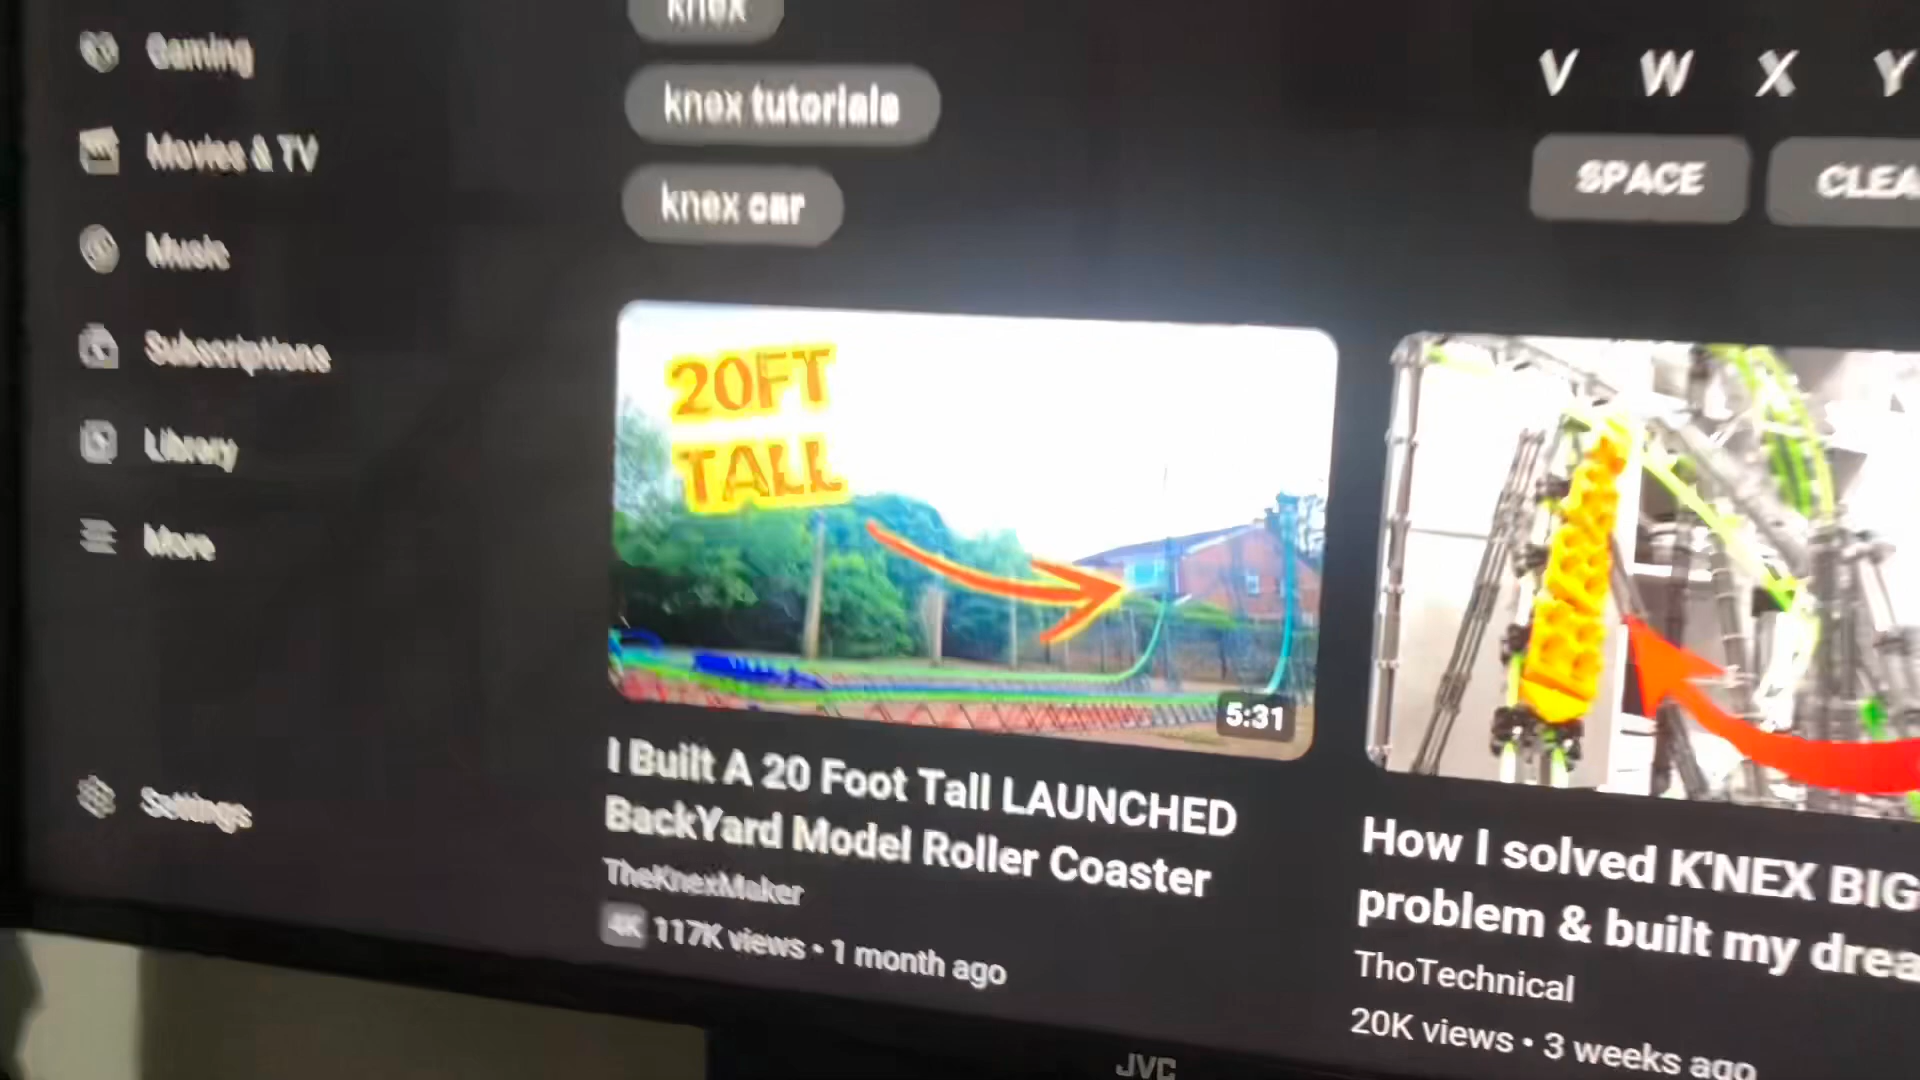 Gaming
Movies & TV
Music
Subscriptions
Library
More
Settings
knex
knex tutorials
knex car
V W X Y
SPACE
CLEA
20FT
TALL
5:31
I Built A 20 Foot Tall LAUNCHED
BackYard Model Roller Coaster
TheKnexMaker
4K 117K views • 1 month ago
How I solved K'NEX BIG
problem & built my drea
ThoTechnical
20K views • 3 weeks ago
JVC